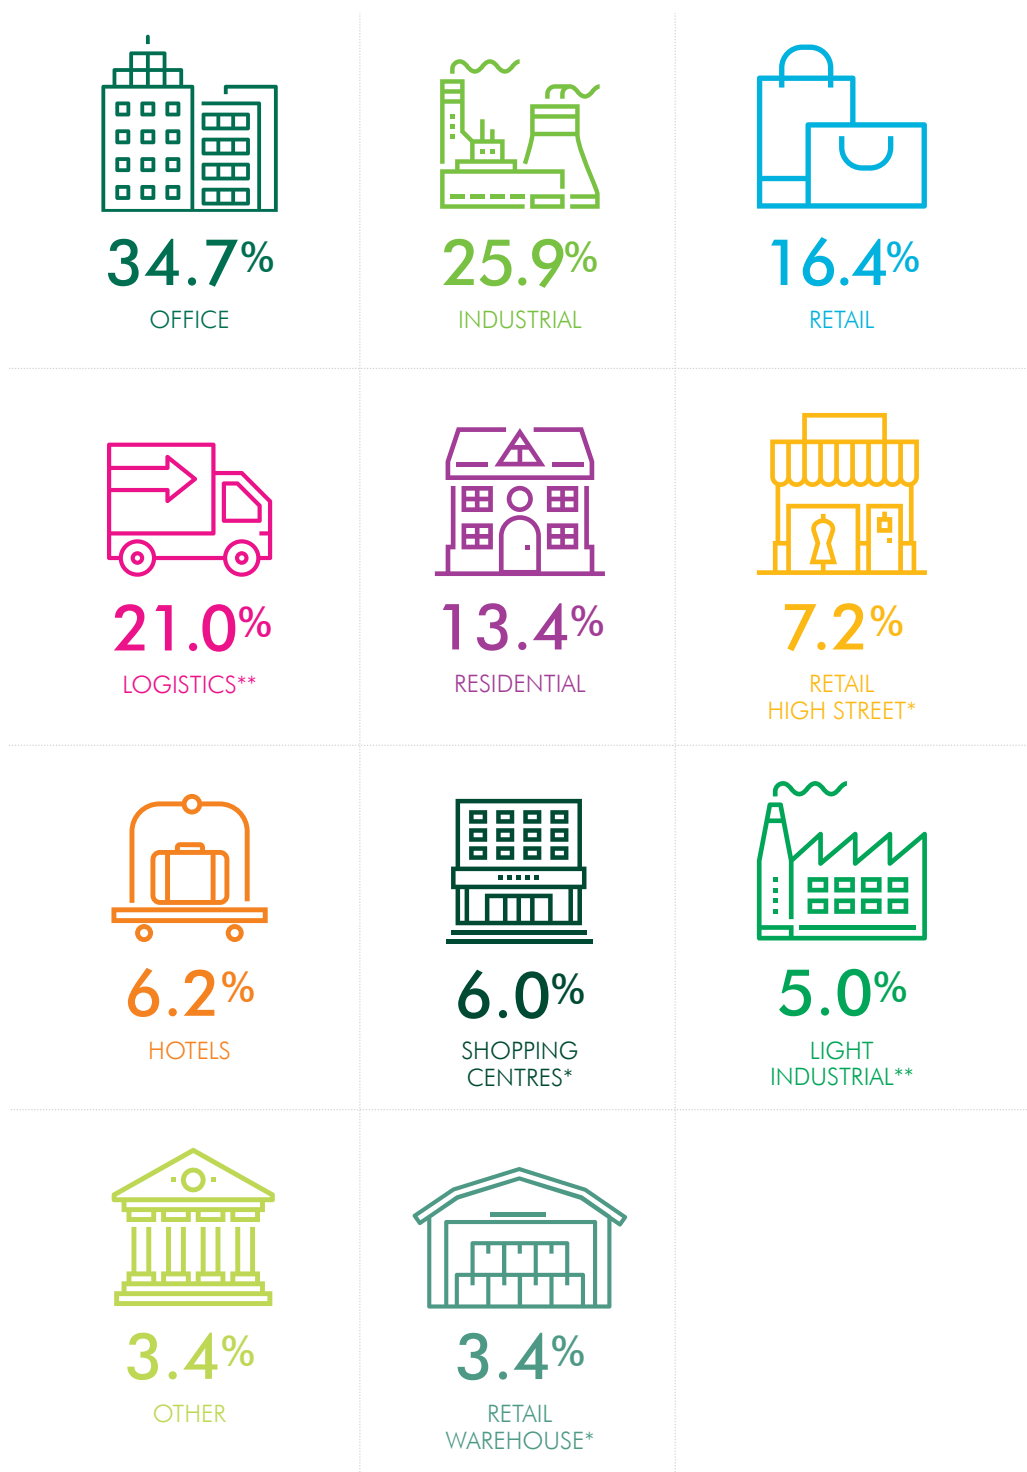 34.7%
OFFICE
25.9%
INDUSTRIAL
16.4%
RETAIL
21.0%
LOGISTICS**
13.4%
RESIDENTIAL
7.2%
RETAIL
HIGH STREET*
6.2%
HOTELS
6.0%
SHOPPING
CENTRES*
5.0%
LIGHT
INDUSTRIAL**
3.4%
OTHER
3.4%
RETAIL
WAREHOUSE*